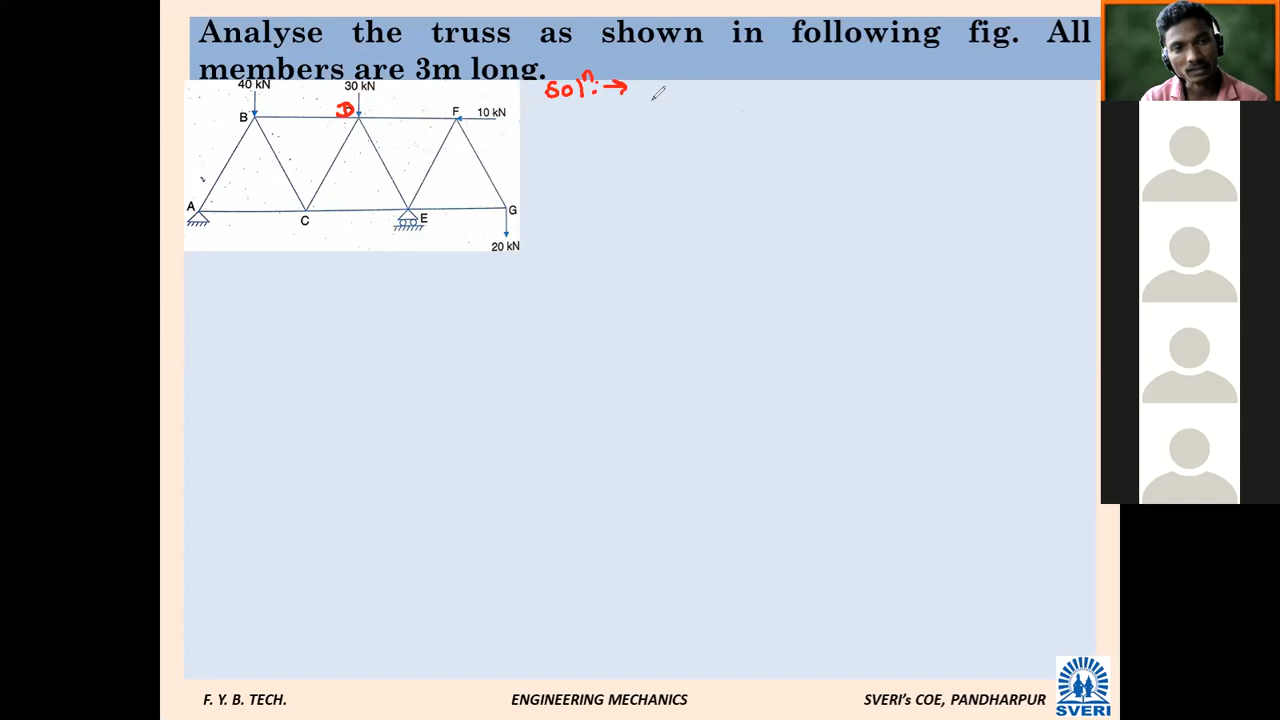 Analyse the truss as shown in following fig. All
members are 3m long.
Solⁿ: →
40 kN
30 kN
B
D
F
10 kN
A
C
E
G
20 kN
F. Y. B. TECH.
ENGINEERING MECHANICS
SVERI's COE, PANDHARPUR
SVERI